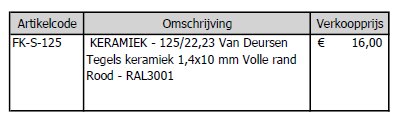 Artikelcode Omschrijving Verkoopprijs
FK-S-125 KERAMIEK - 125/22,23 Van Deursen € 16,00
Tegels keramiek 1,4x10 mm Volle rand
Rood - RAL3001